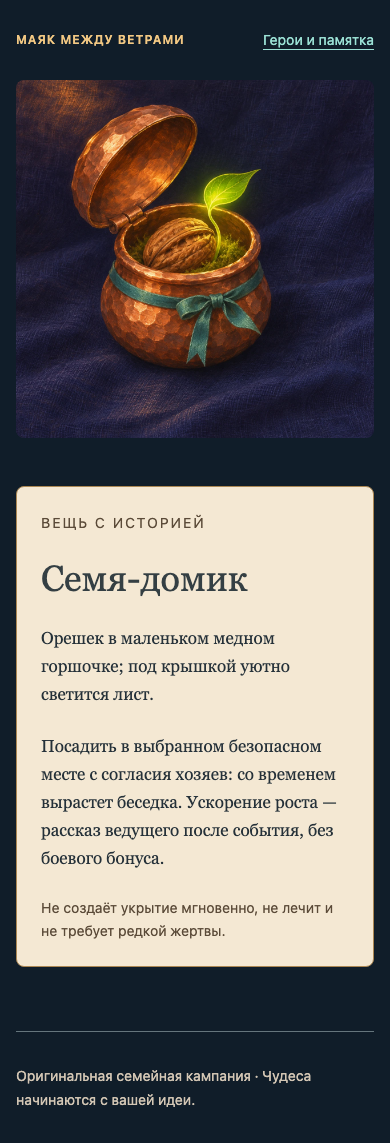 МАЯК МЕЖДУ ВЕТРАМИ
Герои и памятка
ВЕЩЬ С ИСТОРИЕЙ
Семя-домик
Орешек в маленьком медном
горшочке; под крышкой уютно
светится лист.
Посадить в выбранном безопасном
месте с согласия хозяев: со временем
вырастет беседка. Ускорение роста —
рассказ ведущего после события, без
боевого бонуса.
Не создаёт укрытие мгновенно, не лечит и
не требует редкой жертвы.
Оригинальная семейная кампания · Чудеса
начинаются с вашей идеи.